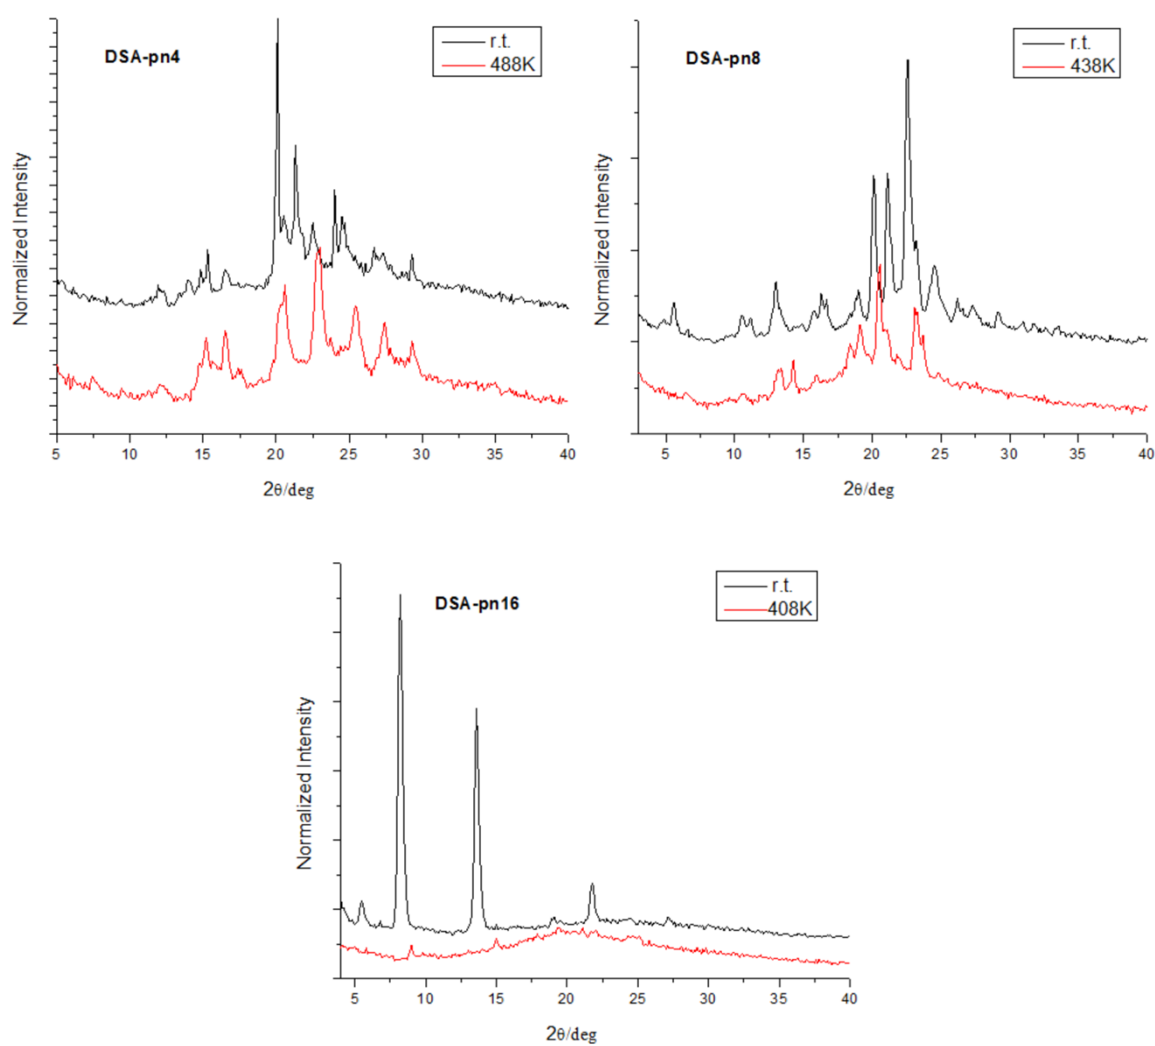 DSA-pn4
r.t.
488K
Normalized Intensity
5 10 15 20 25 30 35 40
2θ/deg
DSA-pn8
r.t.
438K
Normalized Intensity
5 10 15 20 25 30 35 40
2θ/deg
DSA-pn16
r.t.
408K
Normalized Intensity
5 10 15 20 25 30 35 40
2θ/deg